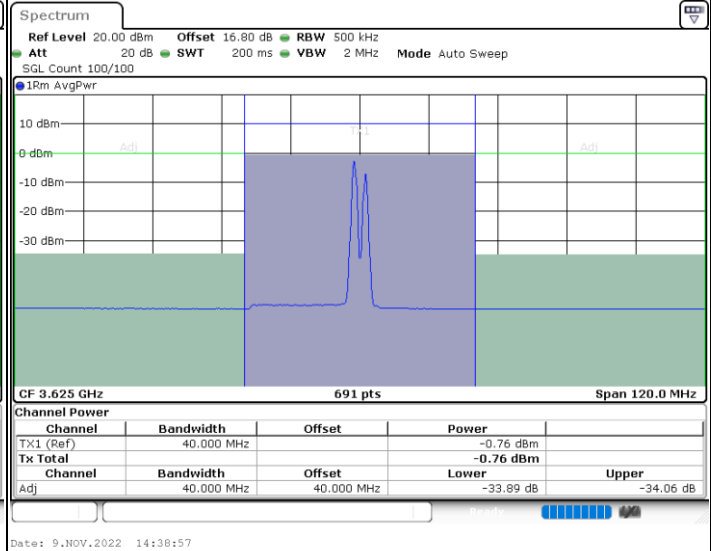 Spectrum
Ref Level 20.00 dBm Offset 16.80 dB RBW 500 kHz
Att 20 dB SWT 200 ms VBW 2 MHz Mode Auto Sweep
SGL Count 100/100
1Rm AvgPwr
10 dBm
TX1
Adj Adj
0 dBm
-10 dBm
-20 dBm
-30 dBm
CF 3.625 GHz 691 pts Span 120.0 MHz
Channel Power
Channel Bandwidth Offset Power
TX1 (Ref) 40.000 MHz -0.76 dBm
Tx Total -0.76 dBm
Channel Bandwidth Offset Lower Upper
Adj 40.000 MHz 40.000 MHz -33.89 dB -34.06 dB
Ready
Date: 9.NOV.2022 14:38:57